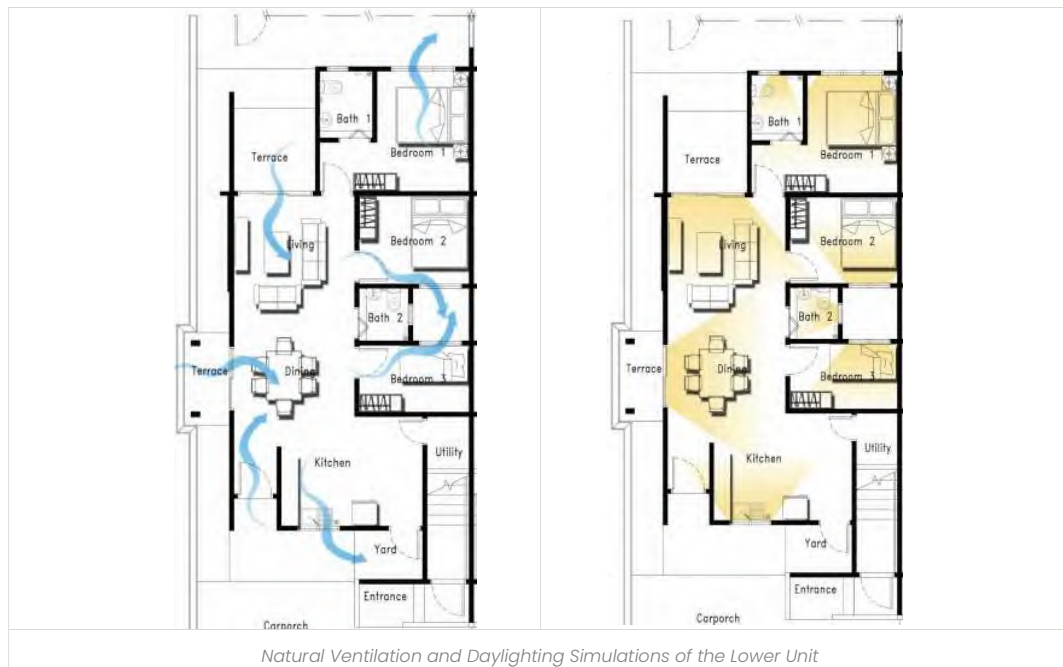 Bath 1
Bedroom 1
Terrace
Living
Bedroom 2
Bath 2
Terrace
Dining
Bedroom 3
Kitchen
Utility
Yard
Entrance
Carporch
Bath 1
Bedroom 1
Terrace
Living
Bedroom 2
Bath 2
Terrace
Dining
Bedroom 3
Kitchen
Utility
Yard
Entrance
Carporch
Natural Ventilation and Daylighting Simulations of the Lower Unit